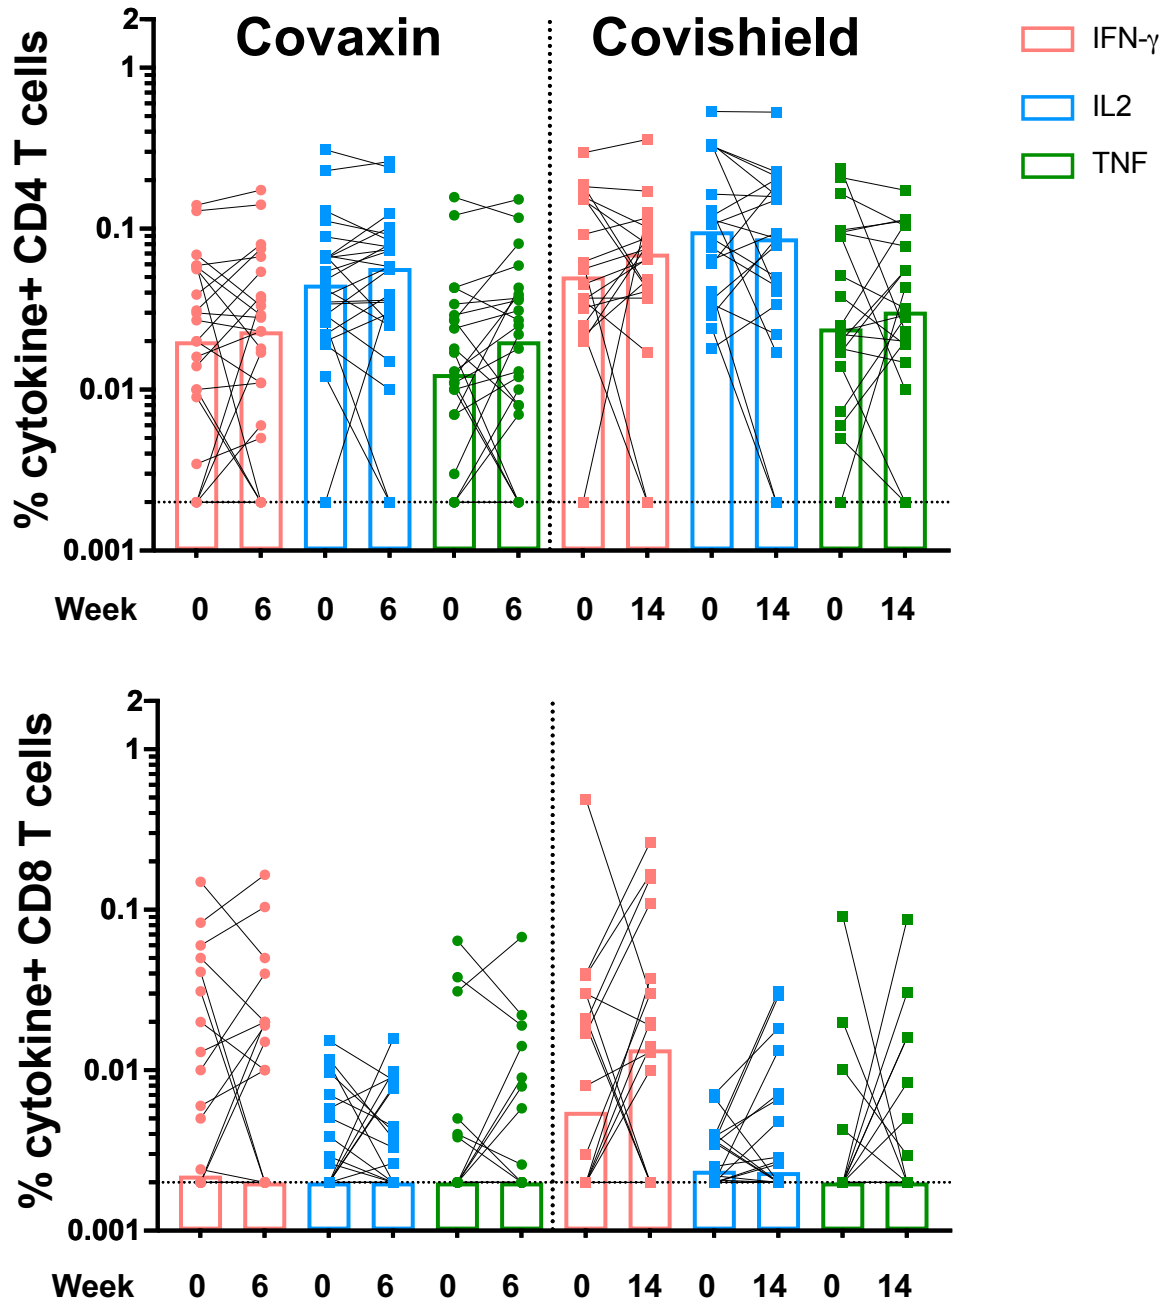 Covaxin Covishield
% cytokine+ CD4 T cells
2
1
0.1
0.01
0.001
Week 0 6 0 6 0 6 0 14 0 14 0 14
IFN-γ
IL2
TNF
% cytokine+ CD8 T cells
2
1
0.1
0.01
0.001
Week 0 6 0 6 0 6 0 14 0 14 0 14